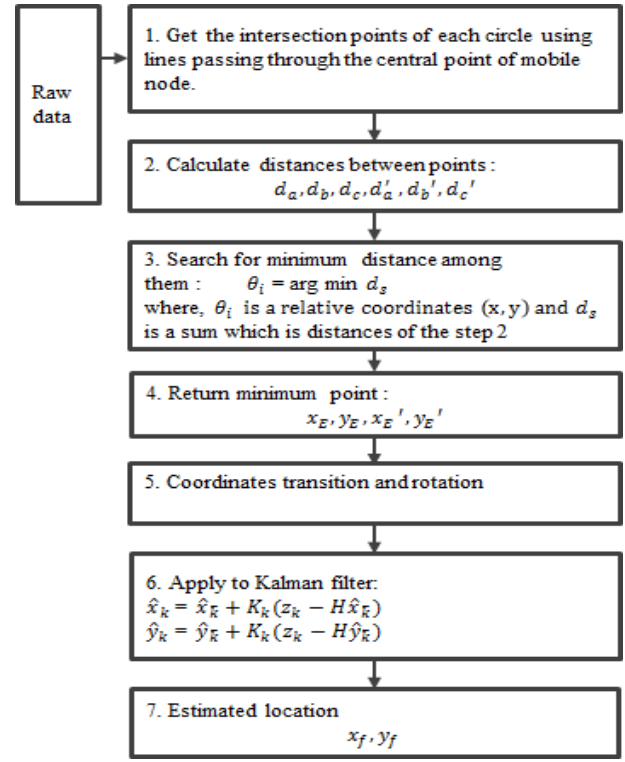 Raw
data
1. Get the intersection points of each circle using
lines passing through the central point of mobile
node.
2. Calculate distances between points :
d_a, d_b, d_c, d_a′, d_b′, d_c′
3. Search for minimum distance among
them : θ_i = arg min d_s
where, θ_i is a relative coordinates (x, y) and d_s
is a sum which is distances of the step 2
4. Return minimum point :
x_E, y_E, x_E′, y_E′
5. Coordinates transition and rotation
6. Apply to Kalman filter:
x̂_k = x̂_k̄ + K_k(z_k − Hx̂_k̄)
ŷ_k = ŷ_k̄ + K_k(z_k − Hŷ_k̄)
7. Estimated location
x_f, y_f